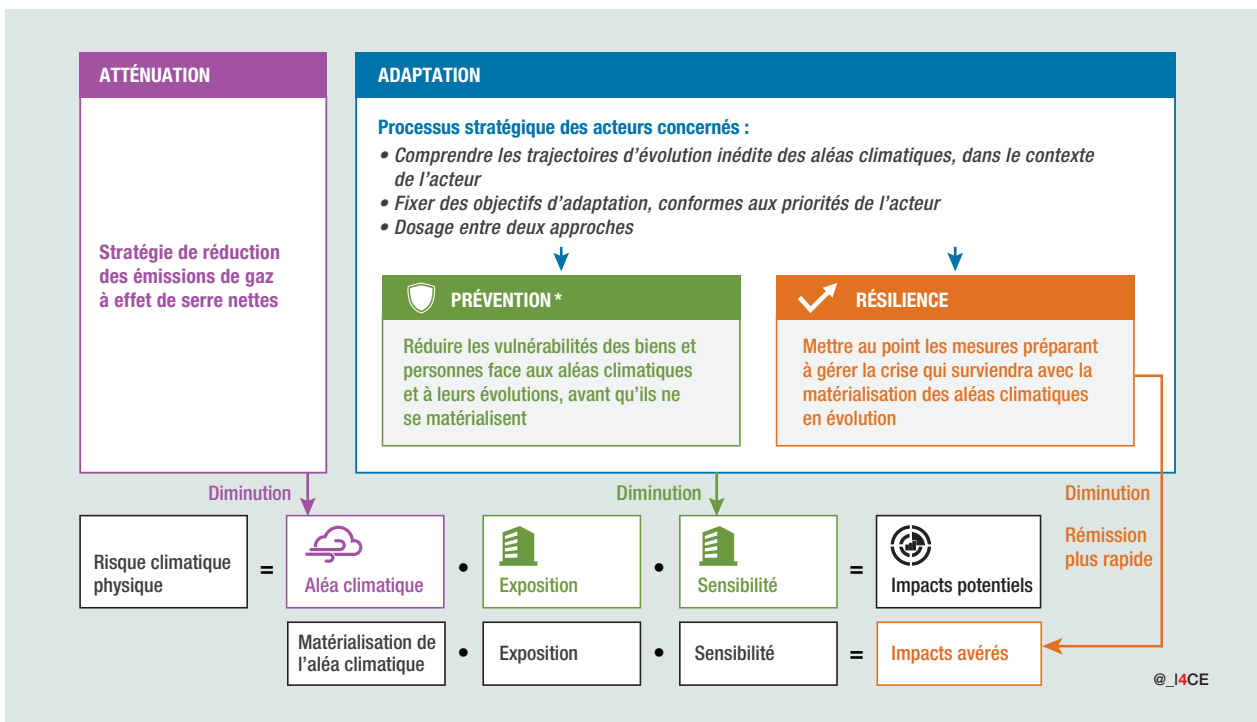 ATTÉNUATION
Stratégie de réduction
des émissions de gaz
à effet de serre nettes
ADAPTATION
Processus stratégique des acteurs concernés :
• Comprendre les trajectoires d'évolution inédite des aléas climatiques, dans le contexte
de l'acteur
• Fixer des objectifs d'adaptation, conformes aux priorités de l'acteur
• Dosage entre deux approches
PRÉVENTION *
Réduire les vulnérabilités des biens et
personnes face aux aléas climatiques
et à leurs évolutions, avant qu'ils ne
se matérialisent
RÉSILIENCE
Mettre au point les mesures préparant
à gérer la crise qui surviendra avec la
matérialisation des aléas climatiques
en évolution
Diminution
Diminution
Diminution
Rémission
plus rapide
Risque climatique
physique
=
Aléa climatique
•
Exposition
•
Sensibilité
=
Impacts potentiels
Matérialisation de
l'aléa climatique
•
Exposition
•
Sensibilité
=
Impacts avérés
@_I4CE